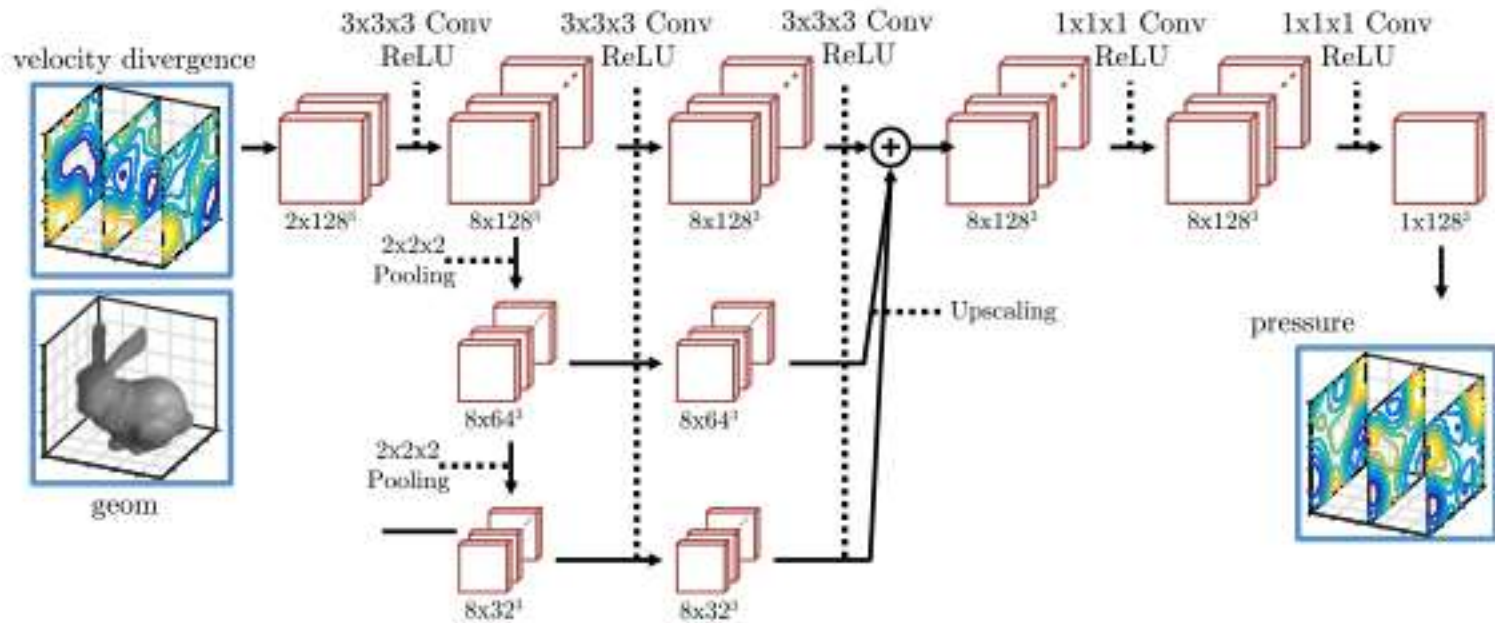 3x3x3 Conv
ReLU
3x3x3 Conv
ReLU
3x3x3 Conv
ReLU
1x1x1 Conv
ReLU
1x1x1 Conv
ReLU
velocity divergence
2x128³
8x128³
8x128³
8x128³
8x128³
1x128³
2x2x2
Pooling
Upscaling
pressure
8x64³
8x64³
2x2x2
Pooling
geom
8x32³
8x32³